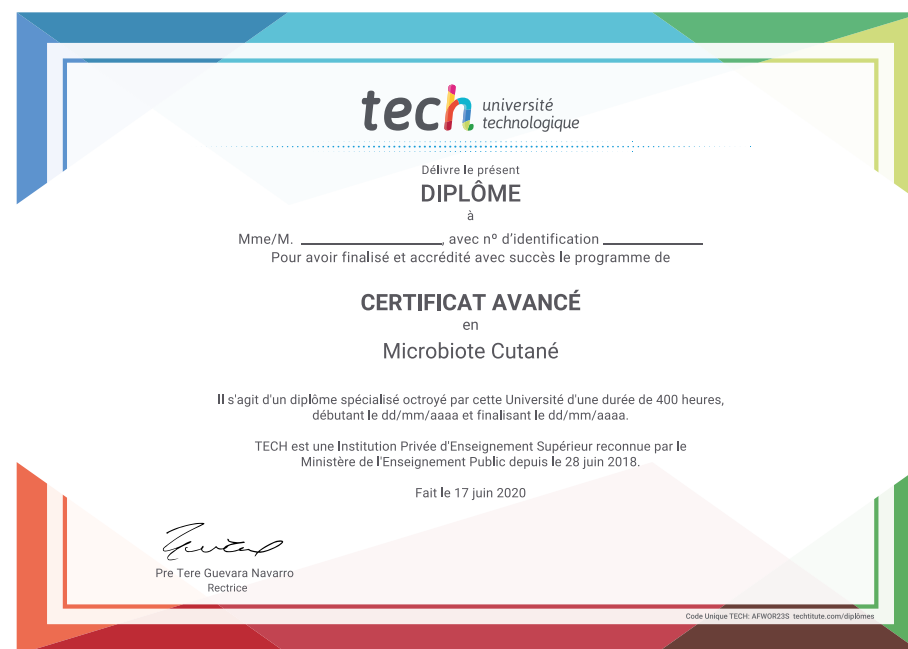 tech université
technologique
Délivre le présent
DIPLÔME
à
Mme/M. ____________________, avec nº d'identification ______________
Pour avoir finalisé et accrédité avec succès le programme de
CERTIFICAT AVANCÉ
en
Microbiote Cutané
Il s'agit d'un diplôme spécialisé octroyé par cette Université d'une durée de 400 heures,
débutant le dd/mm/aaaa et finalisant le dd/mm/aaaa.
TECH est une Institution Privée d'Enseignement Supérieur reconnue par le
Ministère de l'Enseignement Public depuis le 28 juin 2018.
Fait le 17 juin 2020
Pre Tere Guevara Navarro
Rectrice
Code Unique TECH: AFWOR23S techtitute.com/diplômes